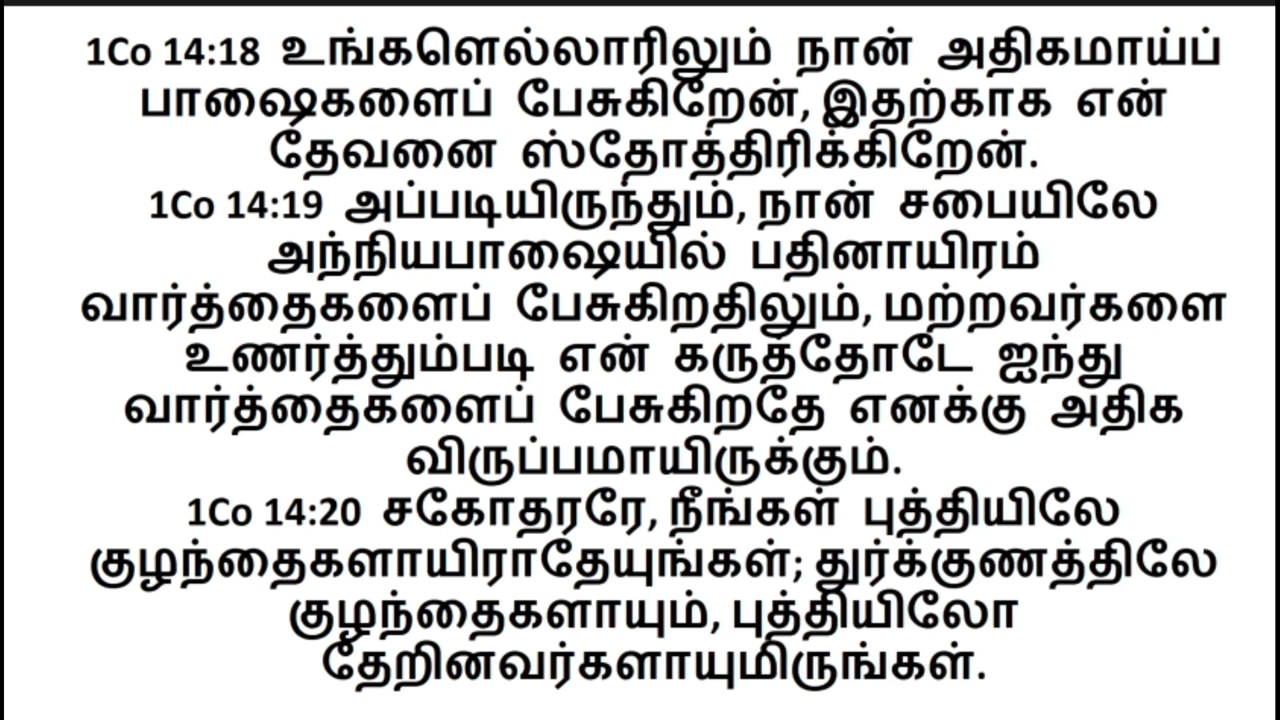 1Co 14:18 உங்களெல்லாரிலும் நான் அதிகமாய்ப்
பாஷைகளைப் பேசுகிறேன், இதற்காக என்
தேவனை ஸ்தோத்திரிக்கிறேன்.
1Co 14:19 அப்படியிருந்தும், நான் சபையிலே
அந்நியபாஷையில் பதினாயிரம்
வார்த்தைகளைப் பேசுகிறதிலும், மற்றவர்களை
உணர்த்தும்படி என் கருத்தோடே ஐந்து
வார்த்தைகளைப் பேசுகிறதே எனக்கு அதிக
விருப்பமாயிருக்கும்.
1Co 14:20 சகோதரரே, நீங்கள் புத்தியிலே
குழந்தைகளாயிராதேயுங்கள்; துர்க்குணத்திலே
குழந்தைகளாயும், புத்தியிலோ
தேறினவர்களாயுமிருங்கள்.